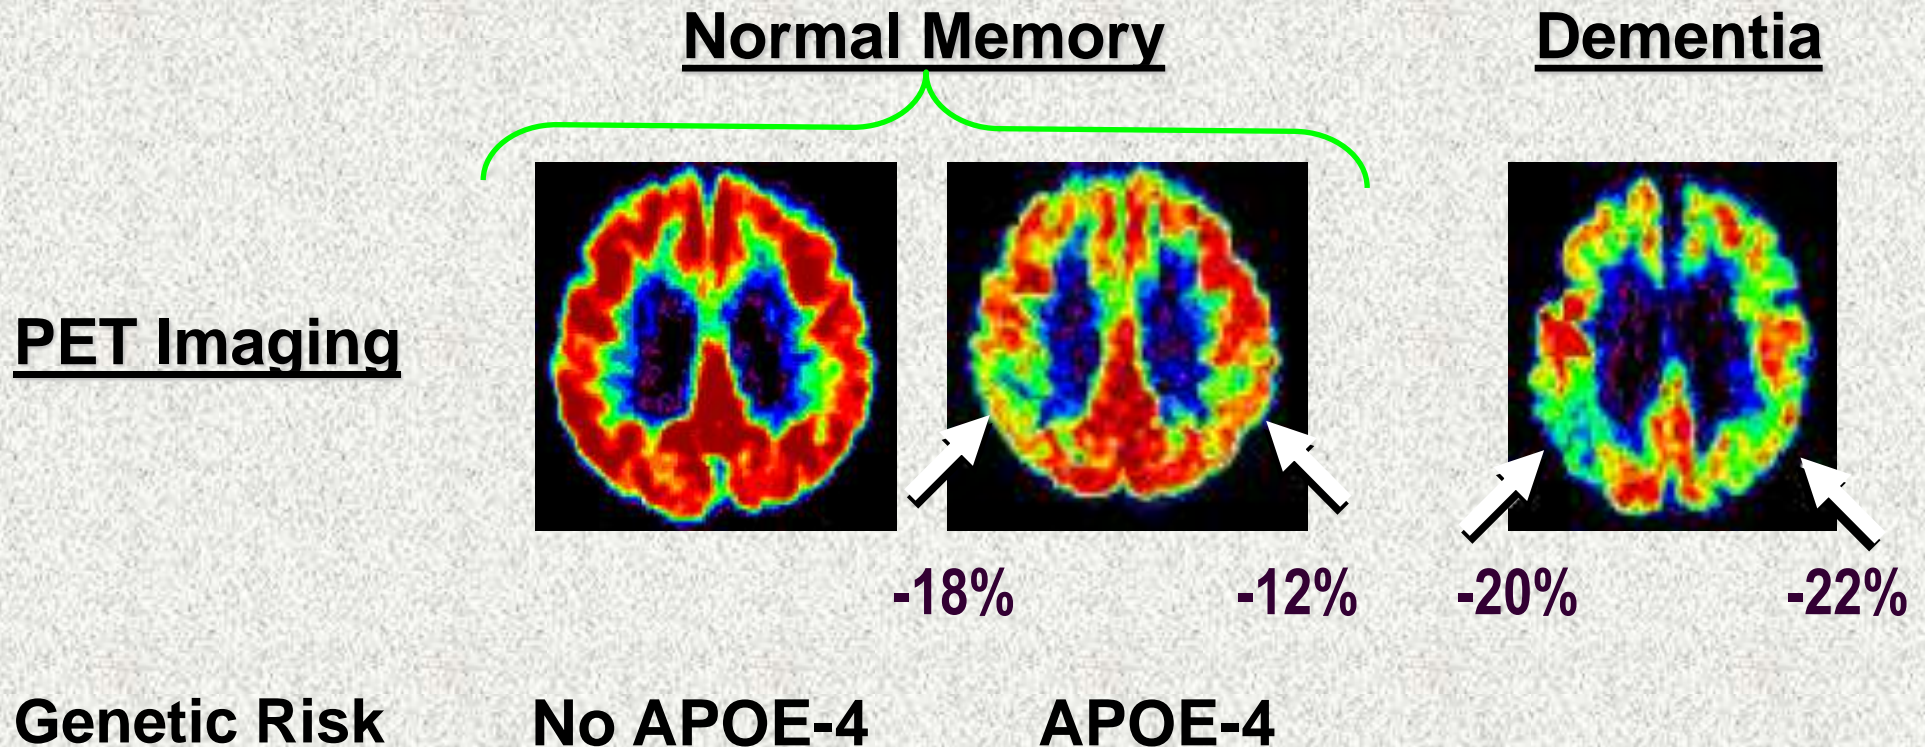 Normal Memory
Dementia
PET Imaging
-18%
-12%
-20%
-22%
Genetic Risk
No APOE-4
APOE-4